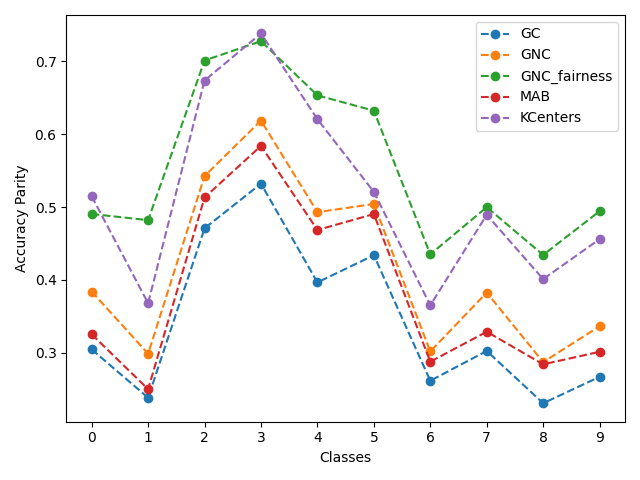 GC
GNC
GNC_fairness
MAB
KCenters
0.7
0.6
0.5
0.4
0.3
Accuracy Parity
0 1 2 3 4 5 6 7 8 9
Classes